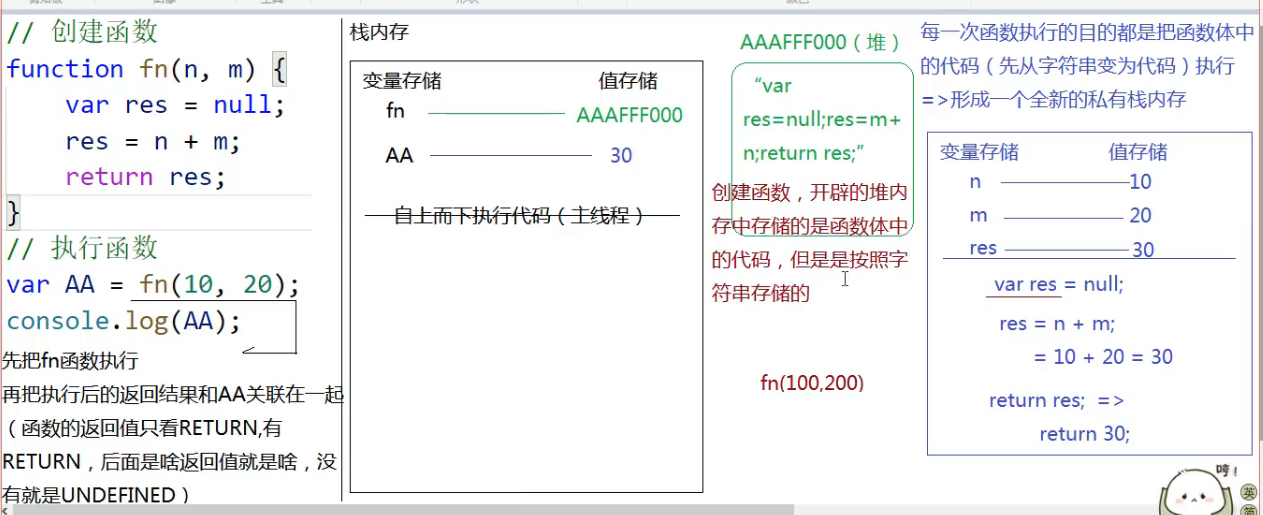 // 创建函数
function fn(n, m) {
var res = null;
res = n + m;
return res;
}
// 执行函数
var AA = fn(10, 20);
console.log(AA);
先把fn函数执行
再把执行后的返回结果和AA关联在一起
（函数的返回值只看RETURN,有
RETURN，后面是啥返回值就是啥，没
有就是UNDEFINED）
栈内存
变量存储 值存储
fn AAAFFF000
AA 30
自上而下执行代码（主线程）
AAAFFF000（堆）
“var
res=null;res=m+
n;return res;”
创建函数，开辟的堆内
存中存储的是函数体中
的代码，但是是按照字
符串存储的
fn(100,200)
每一次函数执行的目的都是把函数体中
的代码（先从字符串变为代码）执行
=>形成一个全新的私有栈内存
变量存储 值存储
n 10
m 20
res 30
var res = null;
res = n + m;
= 10 + 20 = 30
return res; =>
return 30;
哼！
英
简